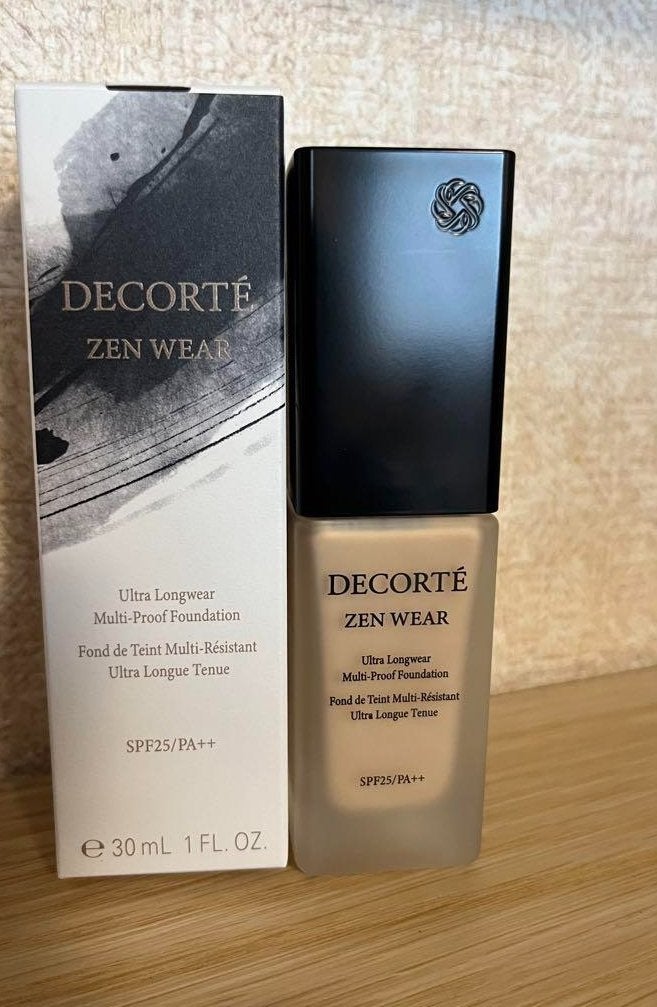 DECORTÉ
ZEN WEAR
Ultra Longwear
Multi-Proof Foundation
Fond de Teint Multi-Résistant
Ultra Longue Tenue
SPF25/PA++
℮ 30 mL 1 FL. OZ.
DECORTÉ
ZEN WEAR
Ultra Longwear
Multi-Proof Foundation
Fond de Teint Multi-Résistant
Ultra Longue Tenue
SPF25/PA++